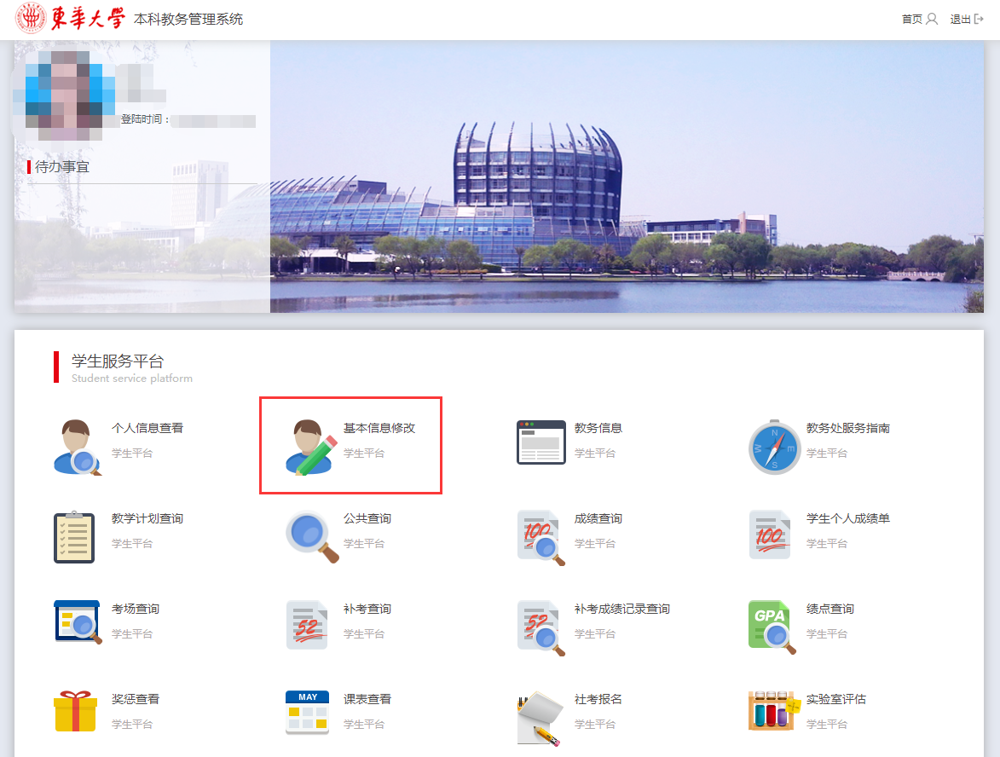 東華大學 本科教务管理系统 首页 退出
登陆时间：
待办事宜
学生服务平台
Student service platform
个人信息查看
学生平台
基本信息修改
学生平台
教务信息
学生平台
N
W
E
S
教务处服务指南
学生平台
教学计划查询
学生平台
公共查询
学生平台
100
成绩查询
学生平台
100
学生个人成绩单
学生平台
考场查询
学生平台
52
补考查询
学生平台
52
补考成绩记录查询
学生平台
GPA
绩点查询
学生平台
奖惩查看
学生平台
MAY
课表查看
学生平台
社考报名
学生平台
实验室评估
学生平台